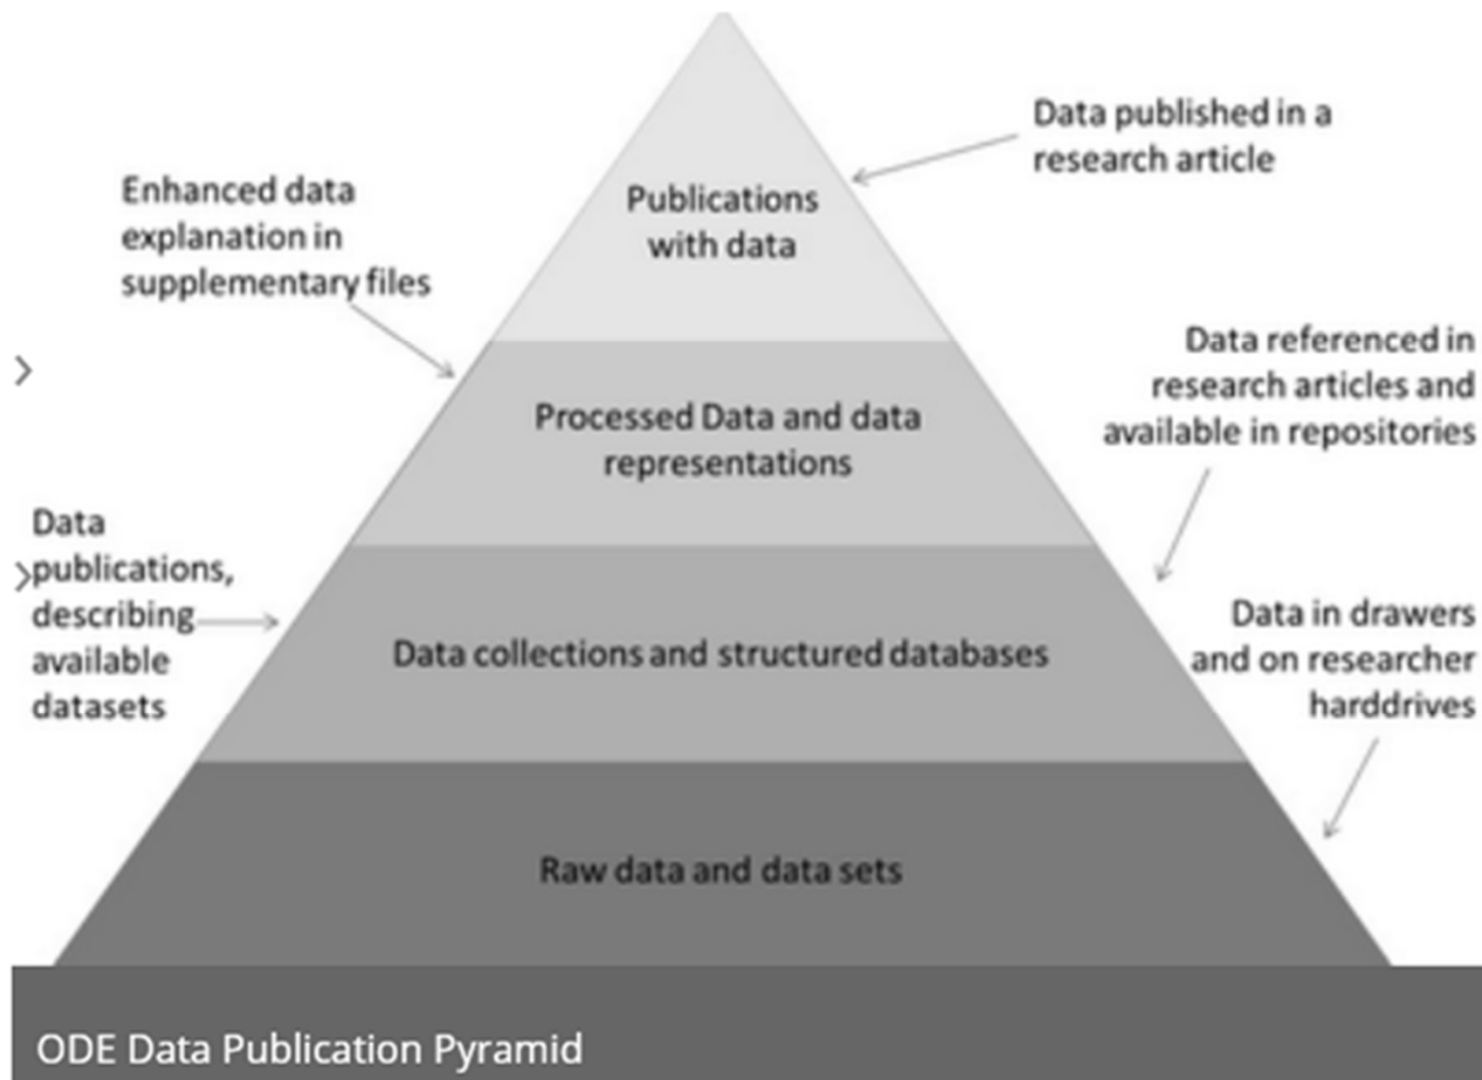 Data published in a
research article
Enhanced data
explanation in
supplementary files
Publications
with data
Data referenced in
research articles and
available in repositories
Processed Data and data
representations
Data
publications,
describing
available
datasets
Data collections and structured databases
Data in drawers
and on researcher
harddrives
Raw data and data sets
ODE Data Publication Pyramid